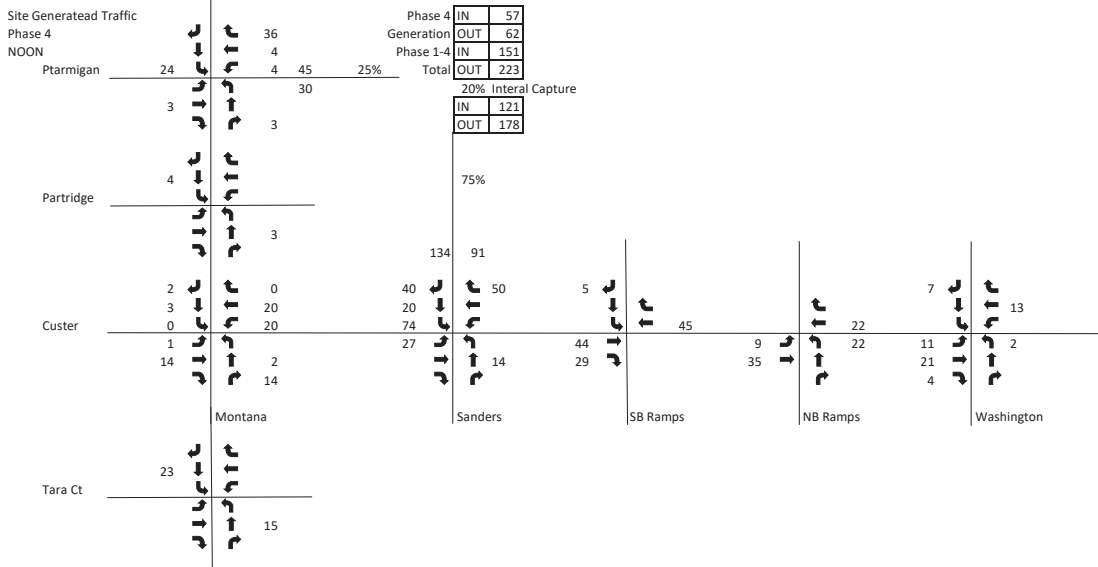 Site Generatead Traffic
Phase 4 IN 57
Phase 4 36 Generation OUT 62
NOON 4 Phase 1-4 IN 151
Ptarmigan 24 4 45 25% Total OUT 223
30 20% Interal Capture
3 IN 121
3 OUT 178
4 75%
Partridge
3
134 91
2 0 40 50 5 7
3 20 20 13
Custer 0 20 74 45 22
1 27 44 9 22 11 2
14 2 14 29 35 21
14 4
Montana Sanders SB Ramps NB Ramps Washington
23
Tara Ct
15